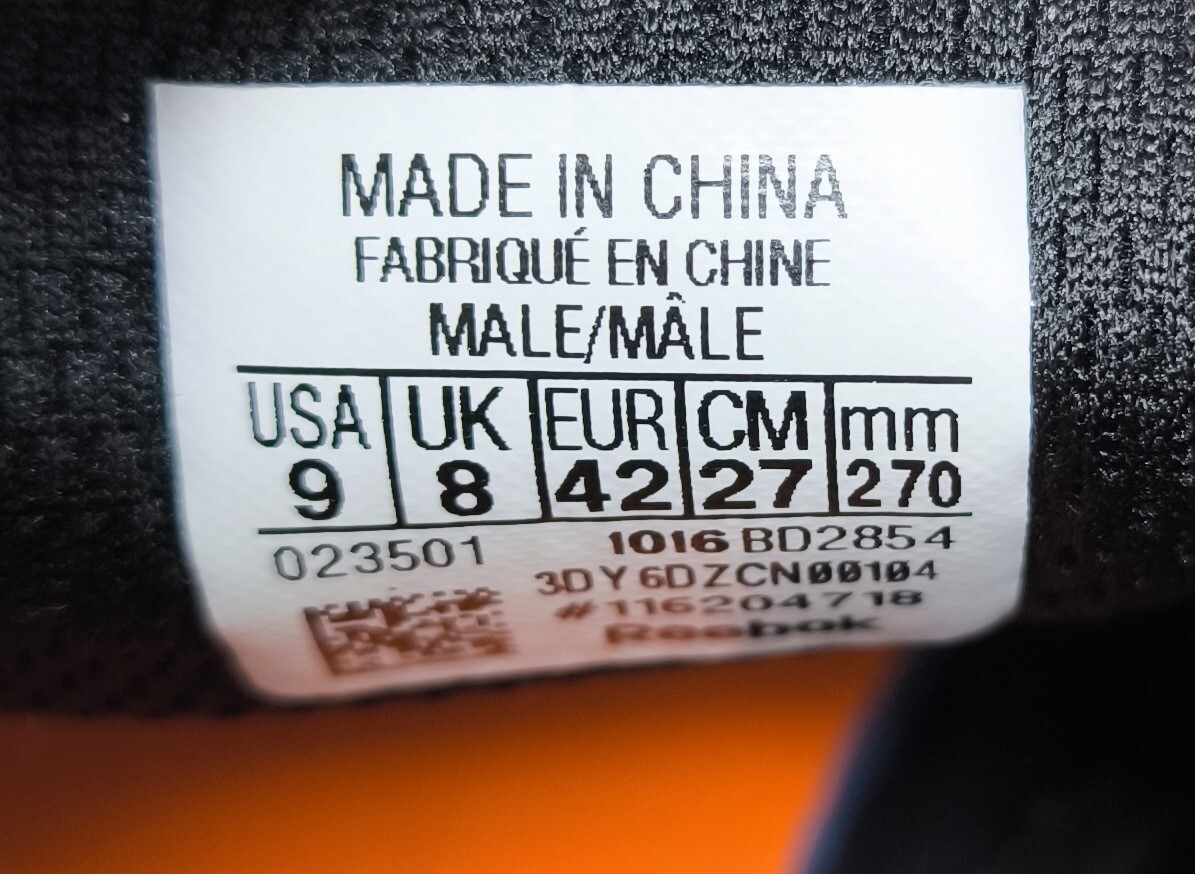 MADE IN CHINA
FABRIQUÉ EN CHINE
MALE/MÂLE
USA UK EUR CM mm
9 8 42 27 270
023501 1016 BD2854
3DY6DZCN00104
#116204718
Reebok